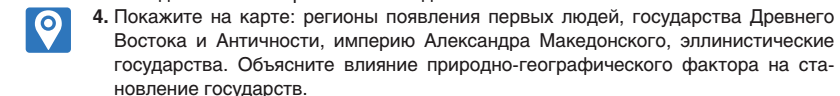 4. Покажите на карте: регионы появления первых людей, государства Древнего
Востока и Античности, империю Александра Македонского, эллинистические
государства. Объясните влияние природно-географического фактора на ста-
новление государств.